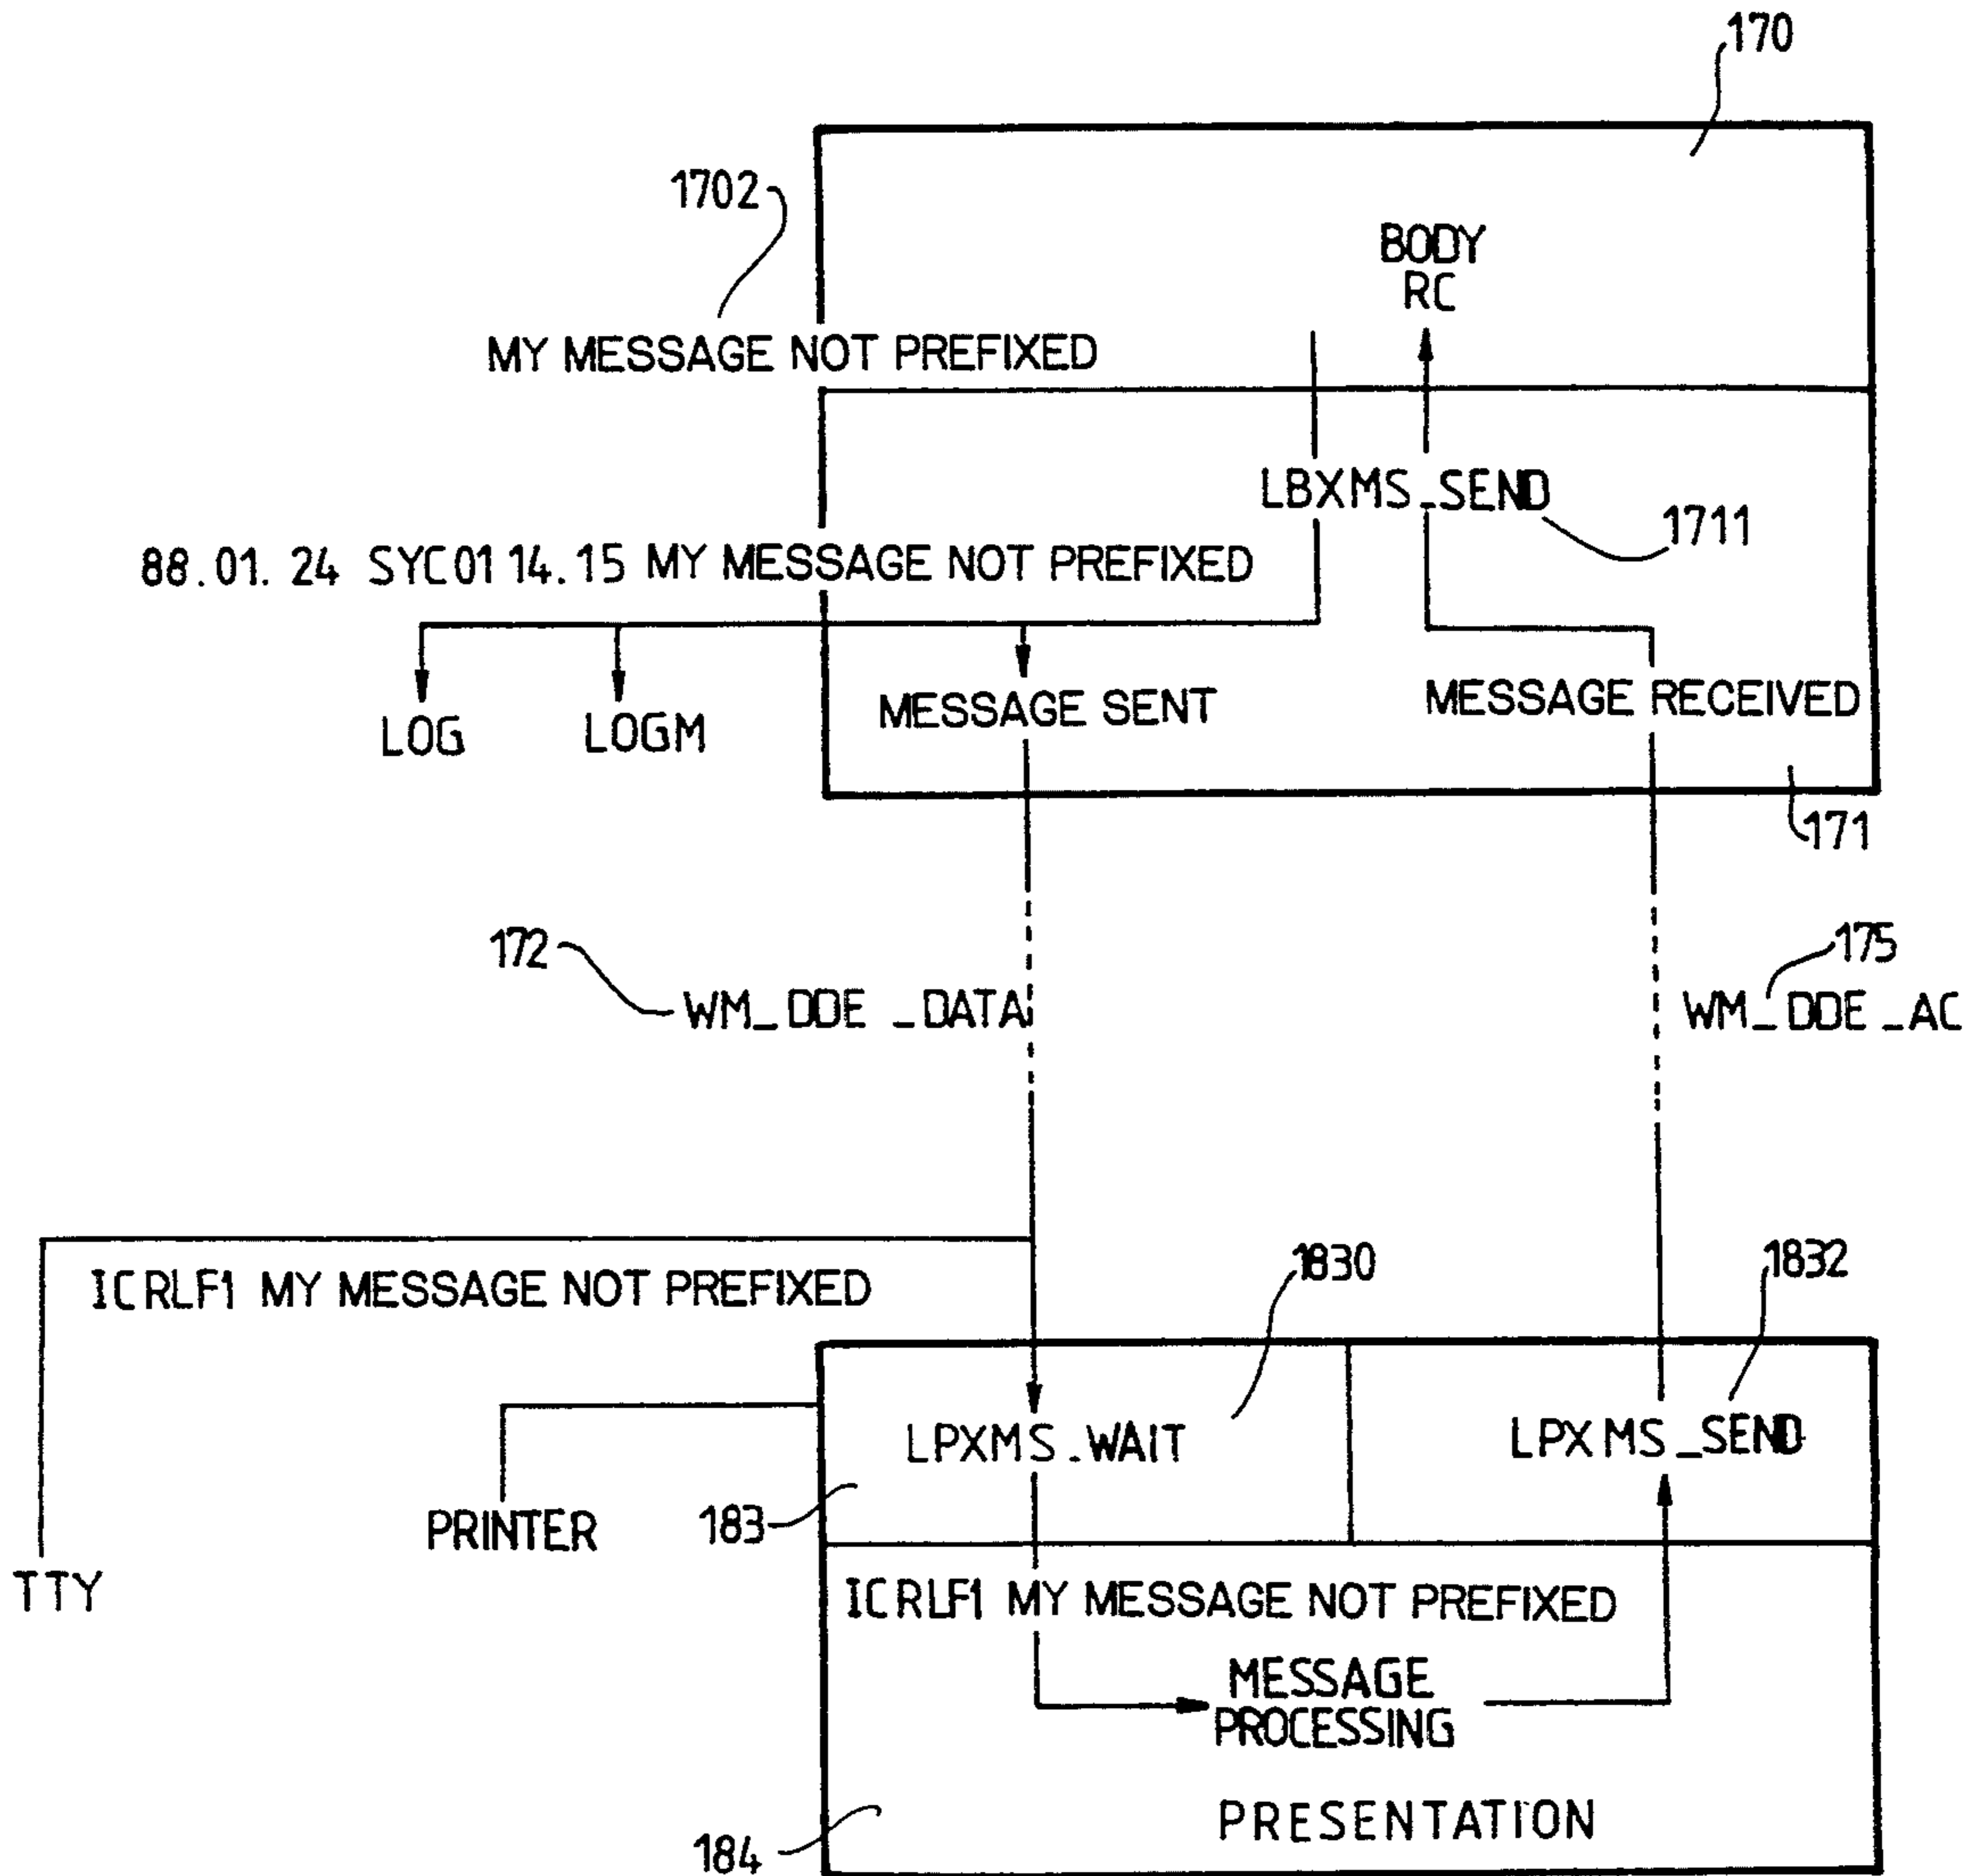 170
1702
BODY
RC
MY MESSAGE NOT PREFIXED
LBXMS_SEND
1711
88.01.24 SYC01 14.15 MY MESSAGE NOT PREFIXED
LOG
LOGM
MESSAGE SENT
MESSAGE RECEIVED
171
172
WM_DDE_DATA
175
WM_DDE_AC
ICRLF1 MY MESSAGE NOT PREFIXED
1830
1832
LPXMS_WAIT
LPXMS_SEND
183
PRINTER
TTY
ICRLF1 MY MESSAGE NOT PREFIXED
MESSAGE
PROCESSING
PRESENTATION
184